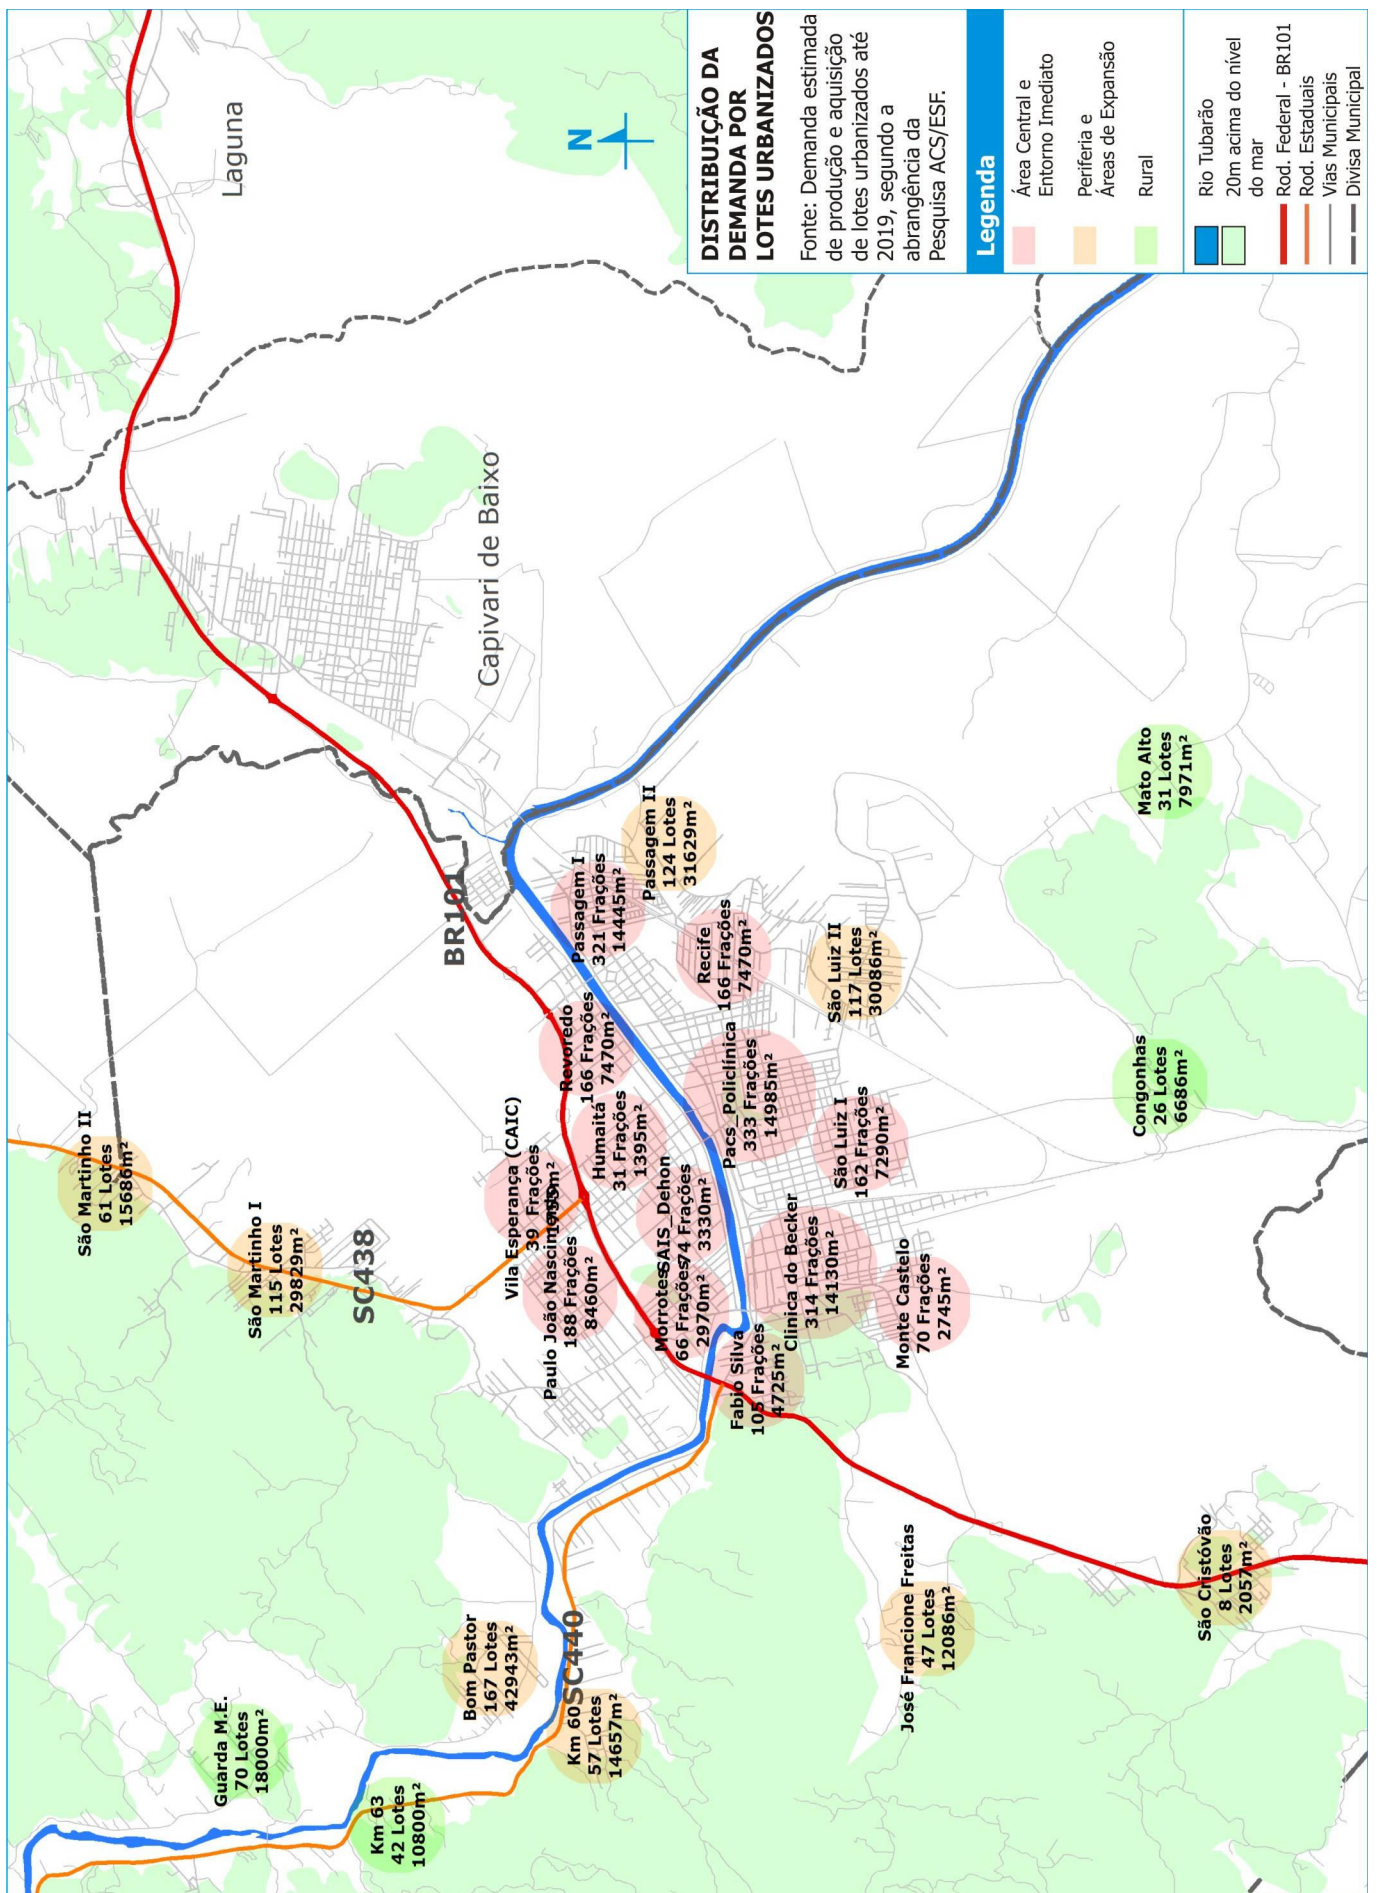 São Martinho II
61 Lotes
15686m²
São Martinho I
115 Lotes
29829m²
SC438
Guarda M.E.
70 Lotes
18000m²
Km 63
42 Lotes
10800m²
Bom Pastor
167 Lotes
42943m²
Km 60
57 Lotes
14657m²
SC440
Vila Esperança (CAIC)
39 Frações
Paulo João Nascimento
188 Frações
8460m²
Humaitá
31 Frações
1395m²
Revoredo
166 Frações
7470m²
BR101
Passagem I
321 Frações
14445m²
Passagem II
124 Lotes
31629m²
Morrotes
66 Frações
2970m²
SAIS_Dehon
74 Frações
3330m²
Recife
166 Frações
7470m²
Pacs_Policlínica
333 Frações
14985m²
Fabio Silva
105 Frações
4725m²
Clinica do Becker
314 Frações
14130m²
São Luiz I
162 Frações
7290m²
São Luiz II
117 Lotes
30086m²
Monte Castelo
70 Frações
2745m²
José Francione Freitas
47 Lotes
12086m²
São Cristóvão
8 Lotes
2057m²
Congonhas
26 Lotes
6686m²
Mato Alto
31 Lotes
7971m²
Capivari de Baixo
Laguna
N
DISTRIBUIÇÃO DA
DEMANDA POR
LOTES URBANIZADOS
Fonte: Demanda estimada
de produção e aquisição
de lotes urbanizados até
2019, segundo a
abrangência da
Pesquisa ACS/ESF.
Legenda
Área Central e
Entorno Imediato
Periferia e
Áreas de Expansão
Rural
Rio Tubarão
20m acima do nível
do mar
Rod. Federal - BR101
Rod. Estaduais
Vias Municipais
Divisa Municipal